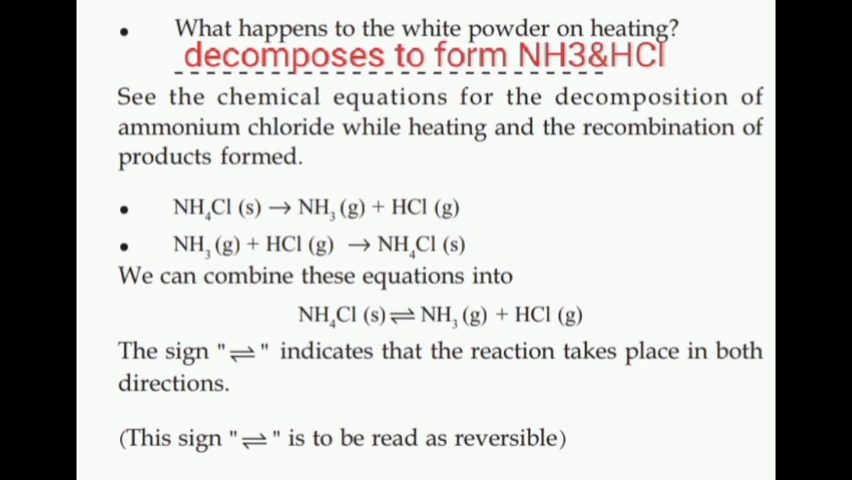 • What happens to the white powder on heating?
decomposes to form NH3&HCl
See the chemical equations for the decomposition of
ammonium chloride while heating and the recombination of
products formed.
• NH₄Cl (s) → NH₃ (g) + HCl (g)
• NH₃ (g) + HCl (g) → NH₄Cl (s)
We can combine these equations into
NH₄Cl (s) ⇌ NH₃ (g) + HCl (g)
The sign "⇌" indicates that the reaction takes place in both
directions.
(This sign "⇌" is to be read as reversible)